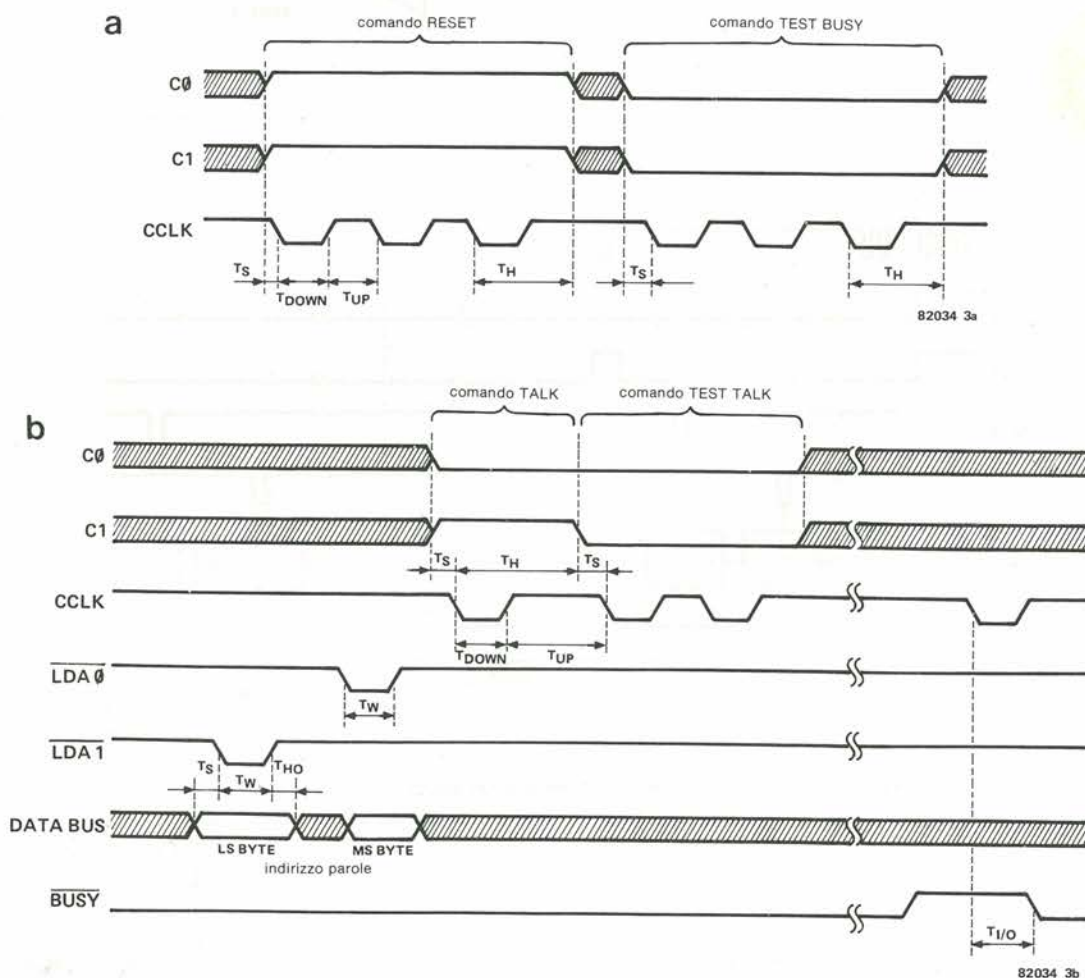 a
comando RESET
comando TEST BUSY
CØ
C1
CCLK
TS
TDOWN
TUP
TH
TS
TH
82034 3a
comando TALK
comando TEST TALK
b
CØ
C1
TS
TH
TS
CCLK
TDOWN
TUP
LDA Ø
TW
LDA 1
TS
TW
THO
DATA BUS
LS BYTE
MS BYTE
indirizzo parole
BUSY
TI/O
82034 3b